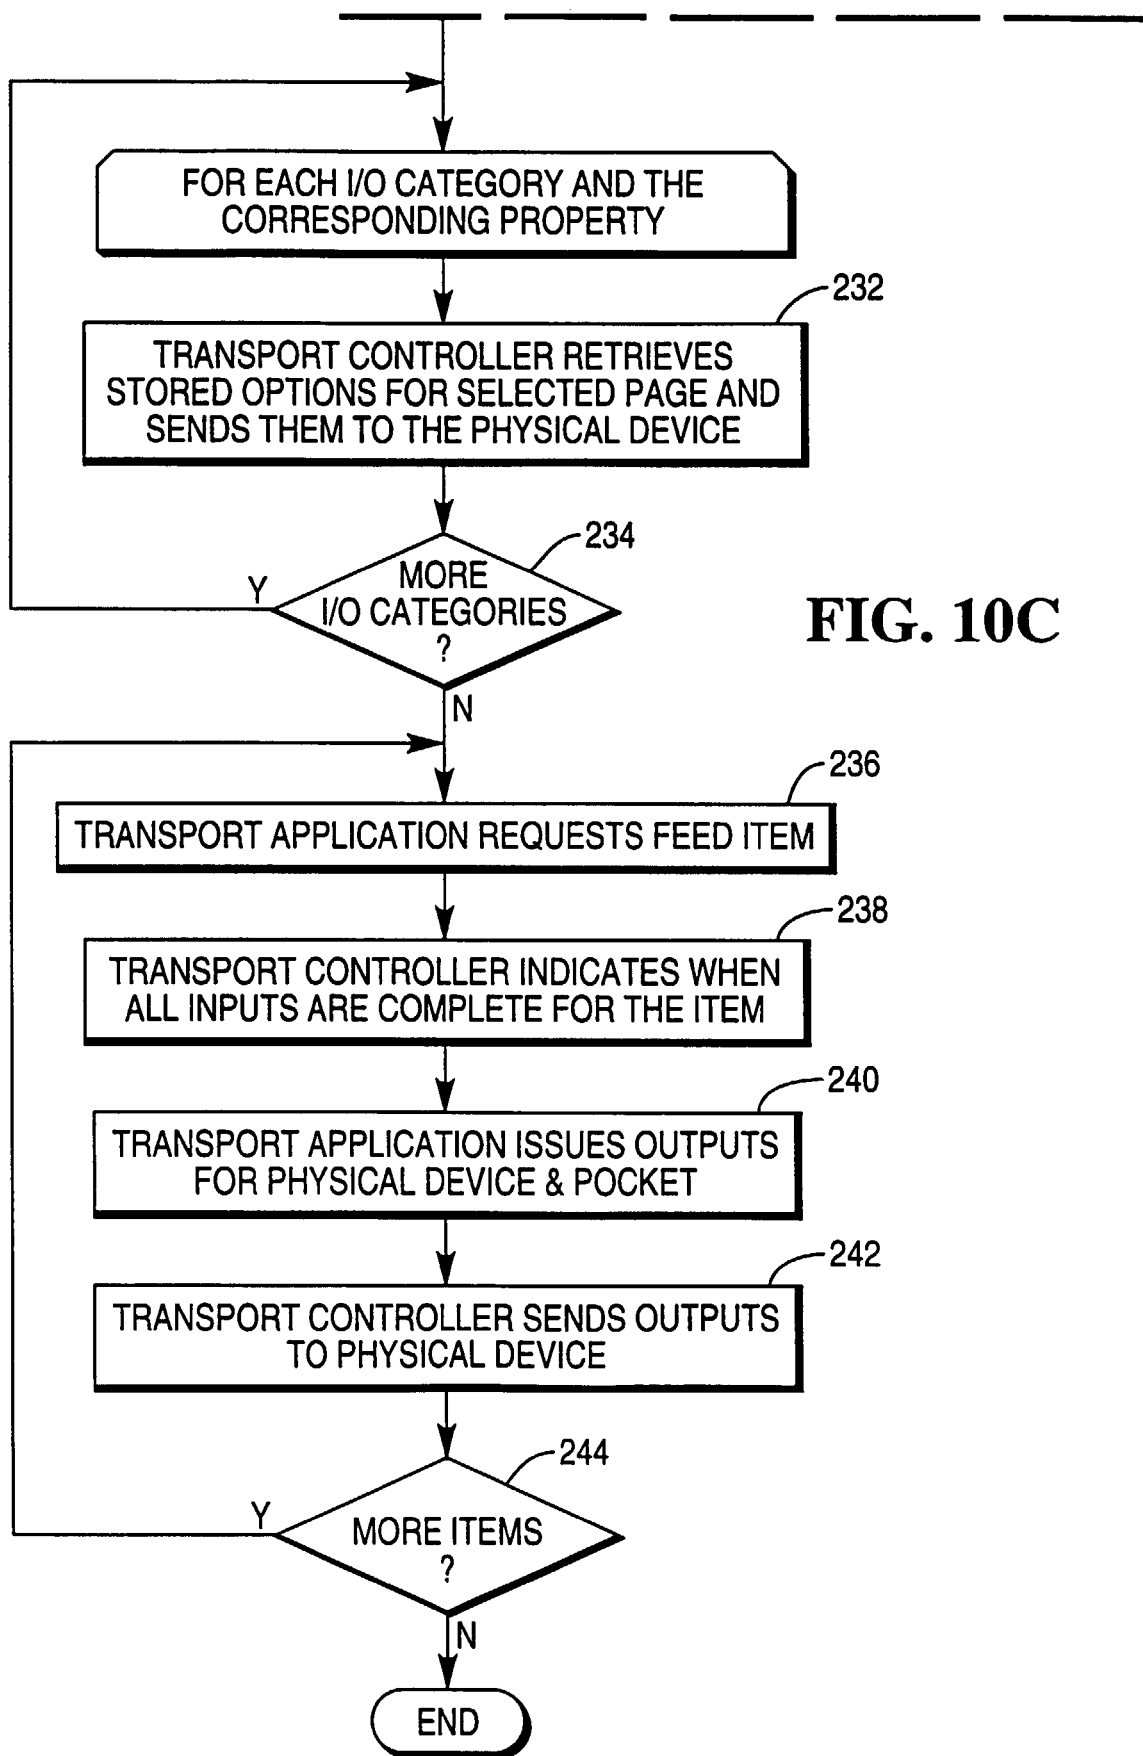 FOR EACH I/O CATEGORY AND THE
CORRESPONDING PROPERTY
232
TRANSPORT CONTROLLER RETRIEVES
STORED OPTIONS FOR SELECTED PAGE AND
SENDS THEM TO THE PHYSICAL DEVICE
234
MORE
I/O CATEGORIES
?
Y
FIG. 10C
N
236
TRANSPORT APPLICATION REQUESTS FEED ITEM
238
TRANSPORT CONTROLLER INDICATES WHEN
ALL INPUTS ARE COMPLETE FOR THE ITEM
240
TRANSPORT APPLICATION ISSUES OUTPUTS
FOR PHYSICAL DEVICE & POCKET
242
TRANSPORT CONTROLLER SENDS OUTPUTS
TO PHYSICAL DEVICE
244
Y
MORE ITEMS
?
N
END